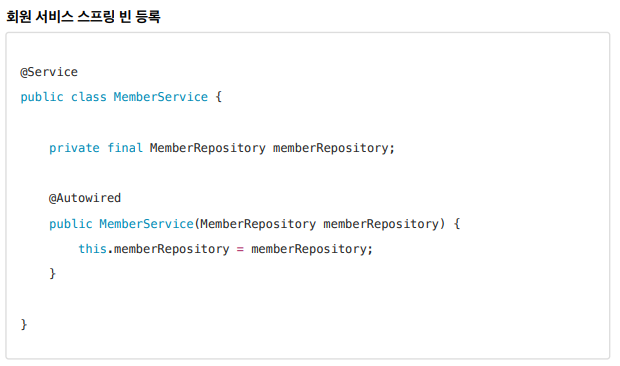 회원 서비스 스프링 빈 등록
@Service
public class MemberService {
private final MemberRepository memberRepository;
@Autowired
public MemberService(MemberRepository memberRepository) {
this.memberRepository = memberRepository;
}
}